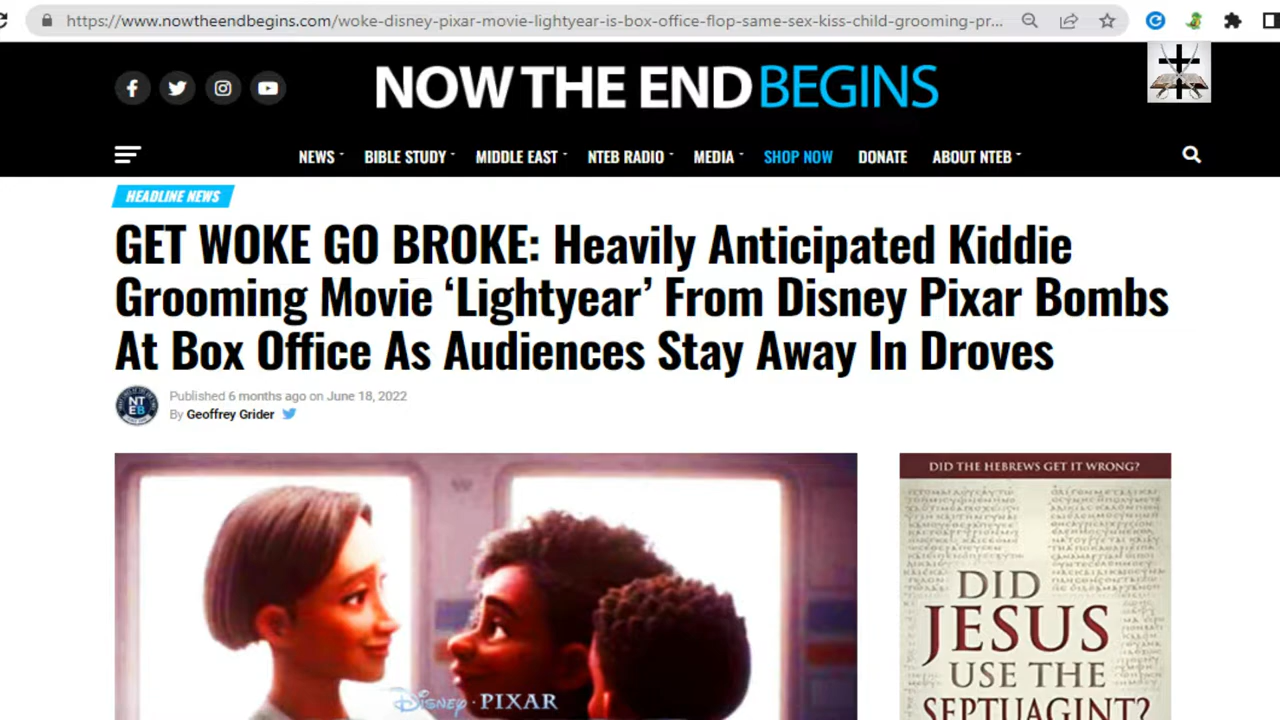 https://www.nowtheendbegins.com/woke-disney-pixar-movie-lightyear-is-box-office-flop-same-sex-kiss-child-grooming-pr...
NOW THE END BEGINS
NEWS BIBLE STUDY MIDDLE EAST NTEB RADIO MEDIA SHOP NOW DONATE ABOUT NTEB
HEADLINE NEWS
GET WOKE GO BROKE: Heavily Anticipated Kiddie
Grooming Movie ‘Lightyear’ From Disney Pixar Bombs
At Box Office As Audiences Stay Away In Droves
NT
EB
Published 6 months ago on June 18, 2022
By Geoffrey Grider
DISNEY · PIXAR
DID THE HEBREWS GET IT WRONG?
DID
JESUS
USE THE
SEPTUAGINT?